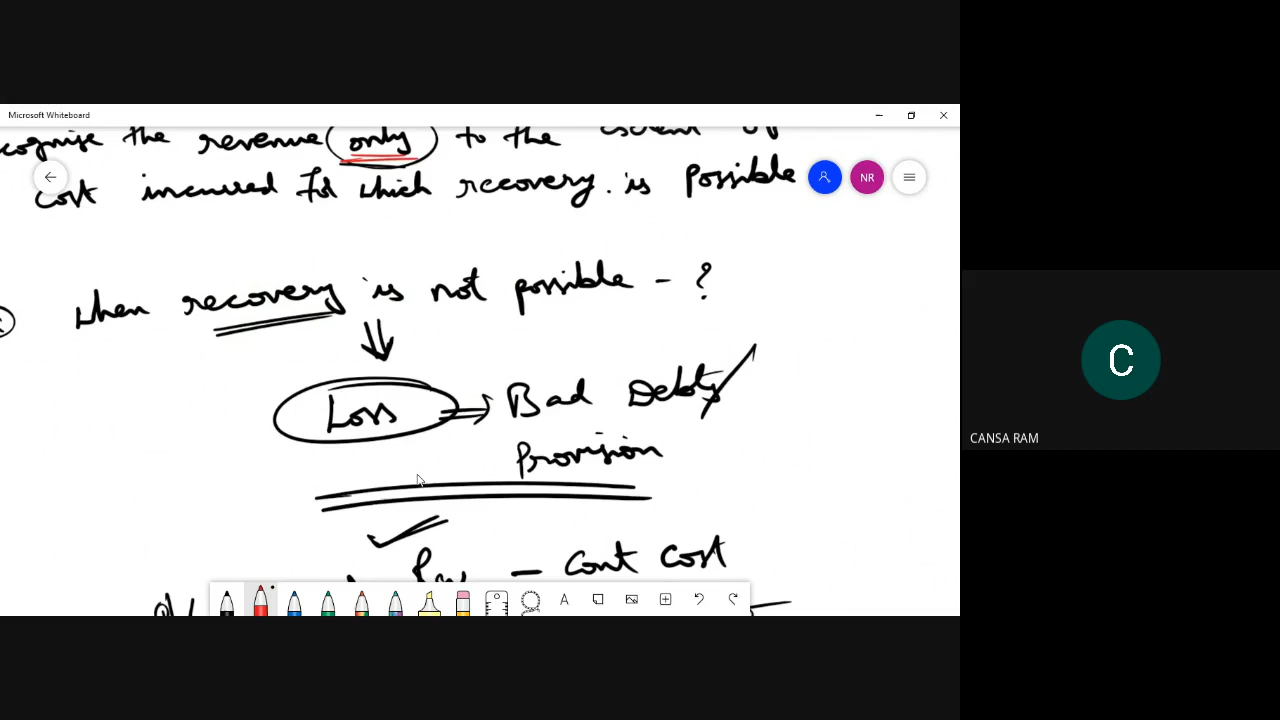 Microsoft Whiteboard
the revenue only to the
cost incurred for which recovery is possible
NR
when recovery is not possible - ?
Loss => Bad Debts
Provision
Rev - Cont cost
A
C
CANSA RAM